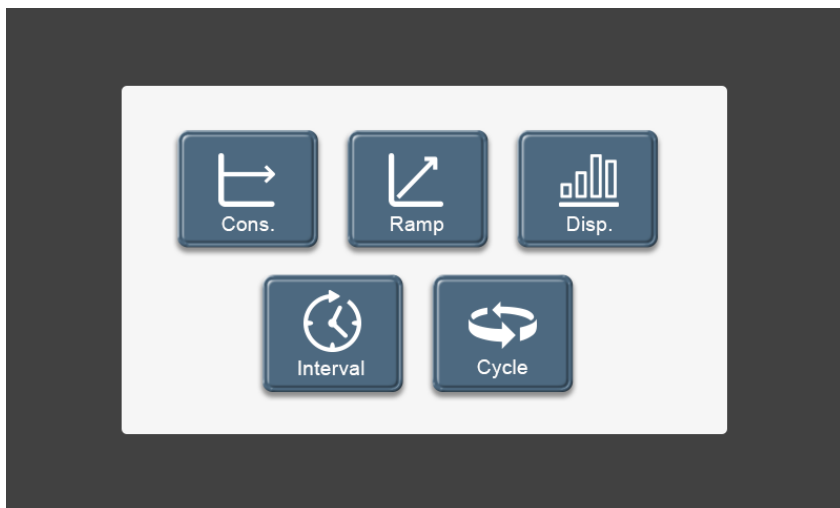 Cons.
Ramp
Disp.
Interval
Cycle